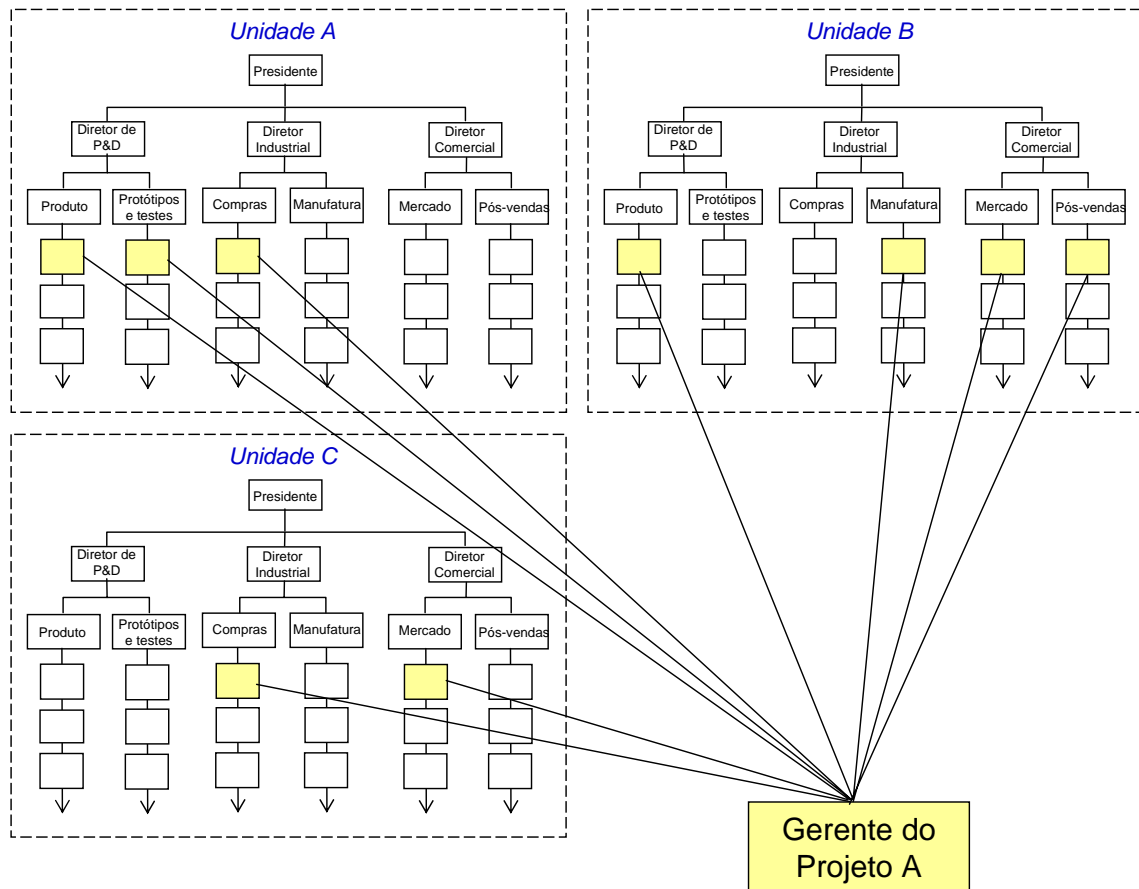 Unidade A
Presidente
Diretor de
P&D
Diretor
Industrial
Diretor
Comercial
Produto
Protótipos
e testes
Compras
Manufatura
Mercado
Pós-vendas
Unidade B
Presidente
Diretor de
P&D
Diretor
Industrial
Diretor
Comercial
Produto
Protótipos
e testes
Compras
Manufatura
Mercado
Pós-vendas
Unidade C
Presidente
Diretor de
P&D
Diretor
Industrial
Diretor
Comercial
Produto
Protótipos
e testes
Compras
Manufatura
Mercado
Pós-vendas
Gerente do
Projeto A